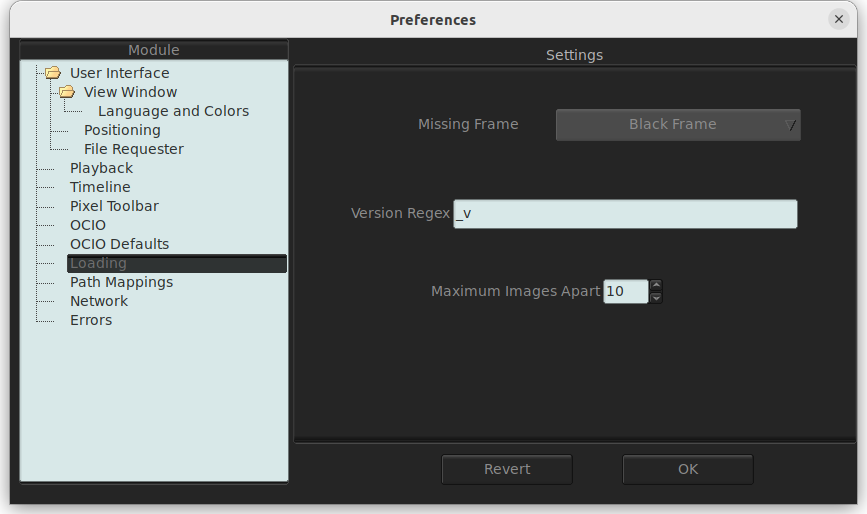 Preferences
Module
User Interface
View Window
Language and Colors
Positioning
File Requester
Playback
Timeline
Pixel Toolbar
OCIO
OCIO Defaults
Loading
Path Mappings
Network
Errors
Settings
Missing Frame Black Frame
Version Regex _v
Maximum Images Apart 10
Revert OK